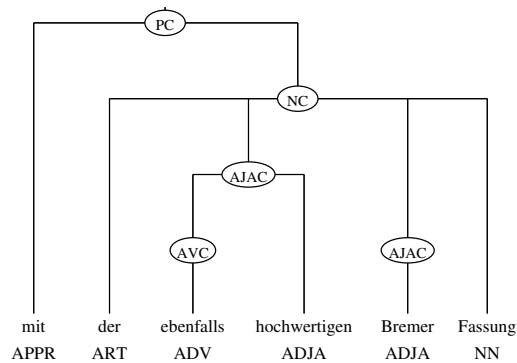 PC
NC
AJAC
AVC AJAC
mit der ebenfalls hochwertigen Bremer Fassung
APPR ART ADV ADJA ADJA NN